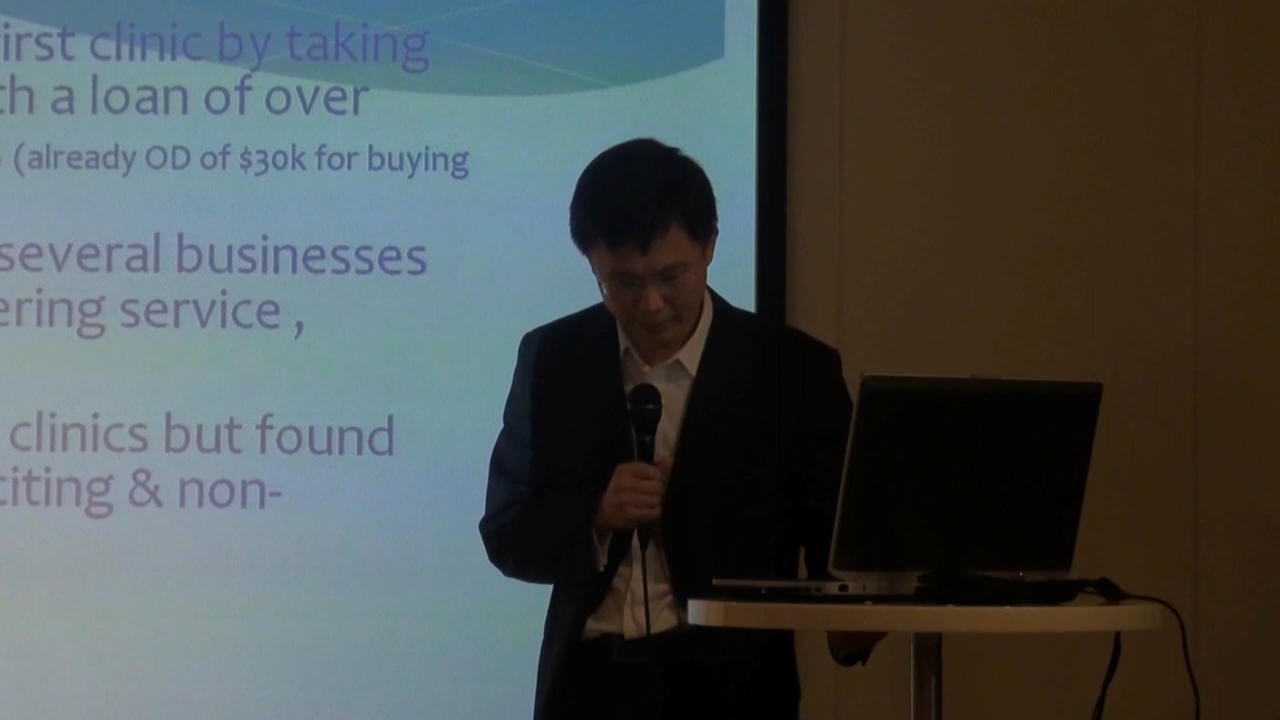 irst clinic by taking
th a loan of over
(already OD of $30k for buying
several businesses
ering service ,
clinics but found
citing & non-